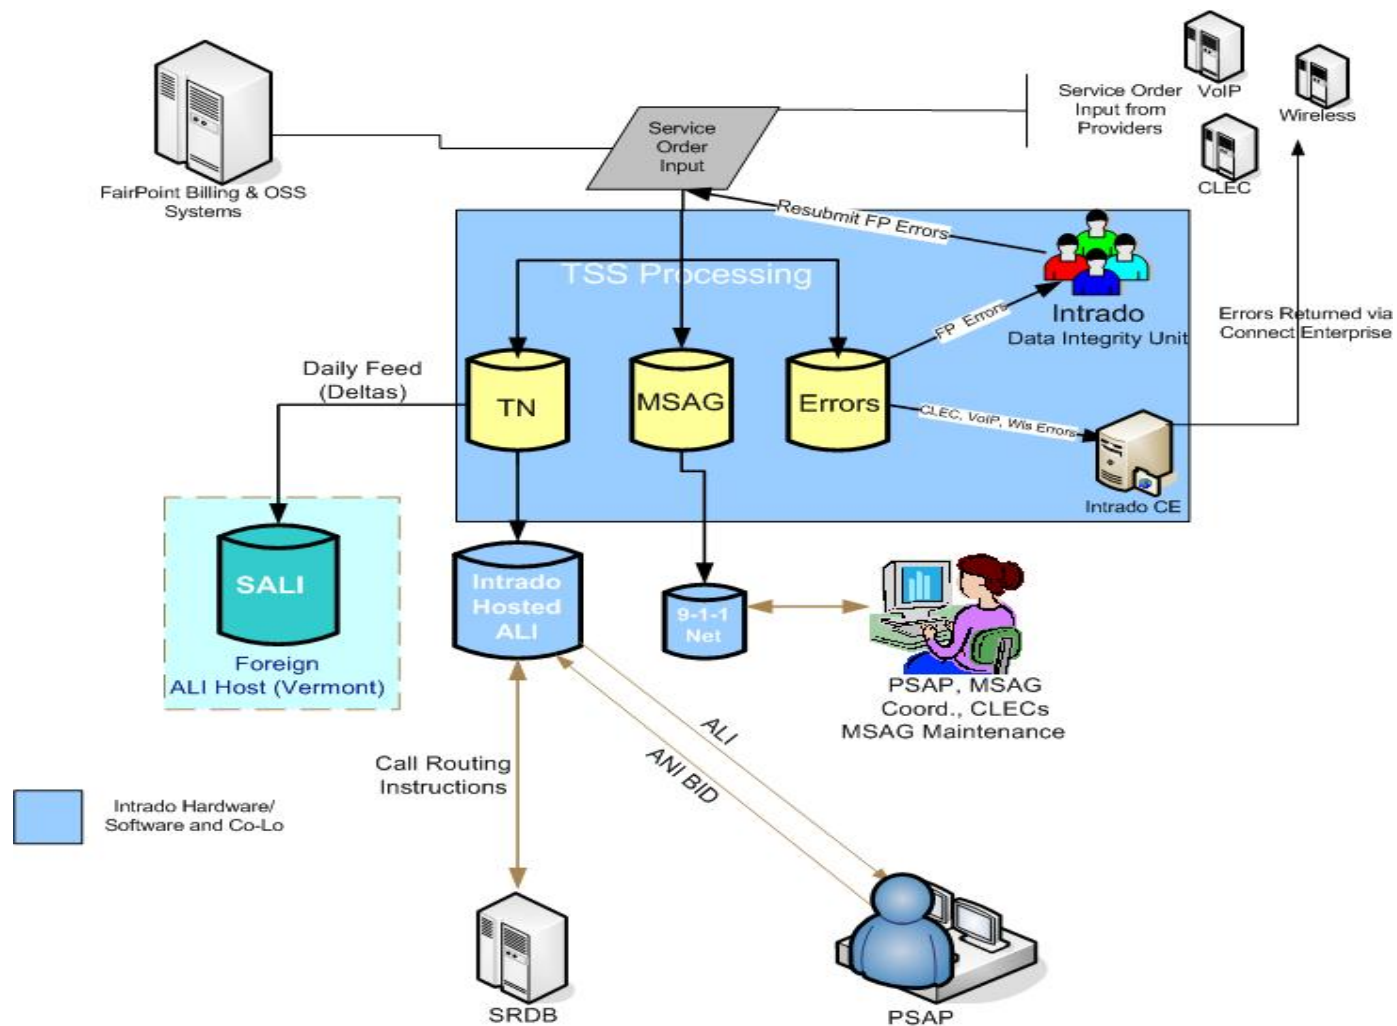 VoIP
Wireless
CLEC
Service Order
Input from
Providers
Service
Order
Input
FairPoint Billing & OSS
Systems
Resubmit FP Errors
TSS Processing
Intrado
Data Integrity Unit
FP Errors
Errors Returned via
Connect Enterprise
Daily Feed
(Deltas)
TN
MSAG
Errors
CLEC, VoIP, Wls Errors
Intrado CE
SALI
Foreign
ALI Host (Vermont)
Intrado
Hosted
ALI
9-1-1
Net
PSAP, MSAG
Coord., CLECs
MSAG Maintenance
ALI
ANI BID
Call Routing
Instructions
Intrado Hardware/
Software and Co-Lo
SRDB
PSAP